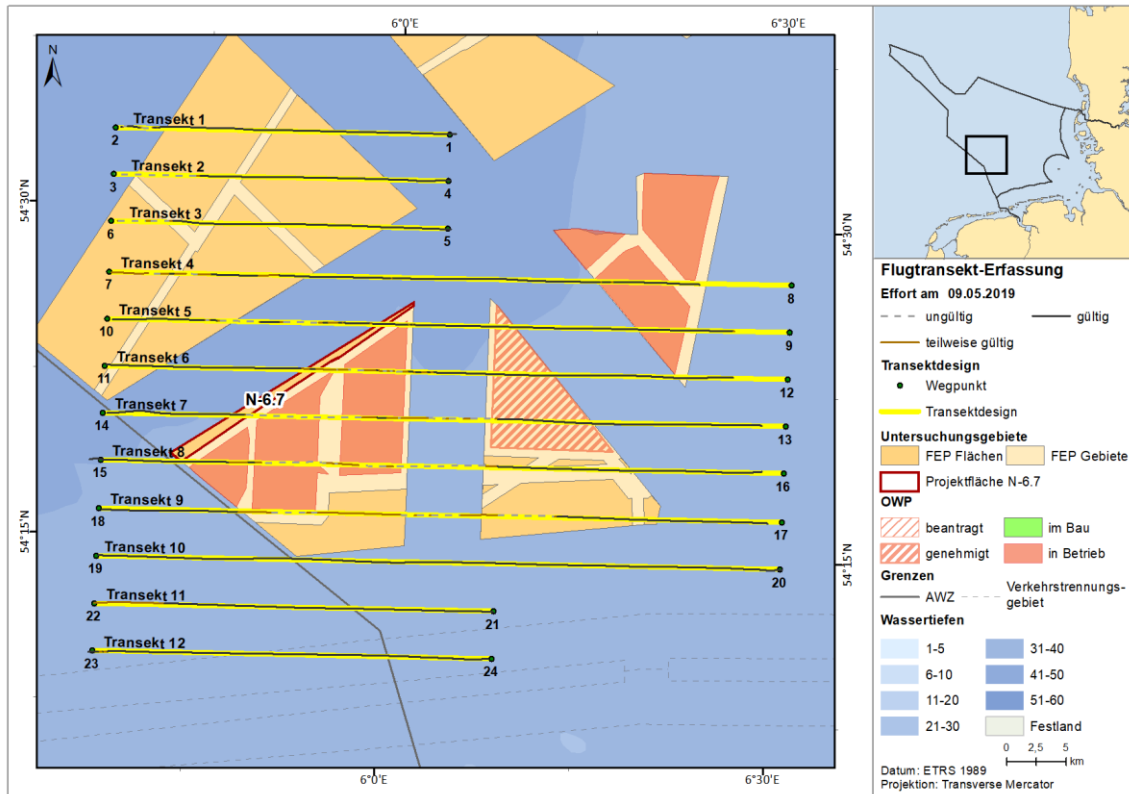 6°0'E
6°30'E
N
54°30'N
54°15'N
54°30'N
54°15'N
6°0'E
6°30'E
Transekt 1
2
1
Transekt 2
3
4
Transekt 3
6
5
Transekt 4
7
8
Transekt 5
10
9
Transekt 6
11
12
N-6.7
Transekt 7
14
13
Transekt 8
15
16
Transekt 9
18
17
Transekt 10
19
20
Transekt 11
22
21
Transekt 12
23
24
Flugtransekt-Erfassung
Effort am 09.05.2019
ungültig
gültig
teilweise gültig
Transektdesign
Wegpunkt
Transektdesign
Untersuchungsgebiete
FEP Flächen
FEP Gebiete
Projektfläche N-6.7
OWP
beantragt
im Bau
genehmigt
in Betrieb
Grenzen
AWZ
Verkehrstrennungs-
gebiet
Wassertiefen
1-5
31-40
6-10
41-50
11-20
51-60
21-30
Festland
0 2,5 5
km
Datum: ETRS 1989
Projektion: Transverse Mercator